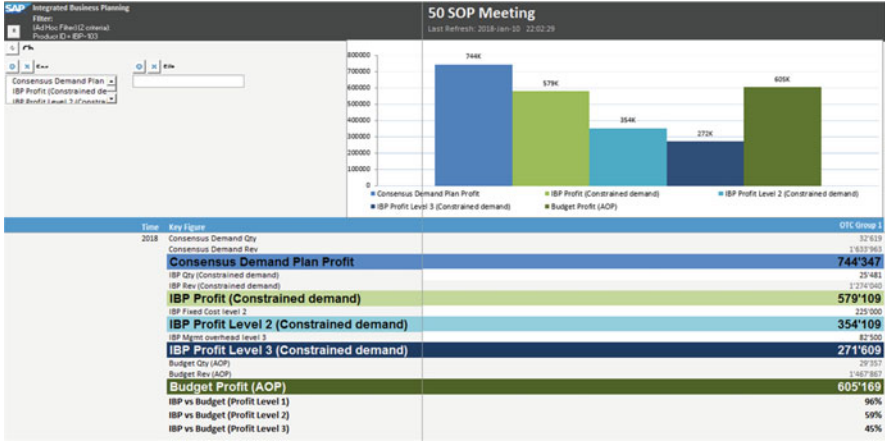 SAP Integrated Business Planning
Filter:
(Ad Hoc Filter)(2 criteria)
Product ID = IBP-103
50 SOP Meeting
Last Refresh: 2018-Jan-10 22:02:29
Consensus Demand Plan
IBP Profit (Constrained de
IBP Profit Level 2 (Constra
800000
700000
600000
500000
400000
300000
200000
100000
0
744K
579K
354K
272K
605K
Consensus Demand Plan Profit
IBP Profit (Constrained demand)
IBP Profit Level 2 (Constrained demand)
IBP Profit Level 3 (Constrained demand)
Budget Profit (AOP)
Time Key Figure OTC Group 1
2018 Consensus Demand Qty 52'619
Consensus Demand Rev 1'633'963
Consensus Demand Plan Profit 744'347
IBP Qty (Constrained demand) 25'481
IBP Rev (Constrained demand) 1'274'040
IBP Profit (Constrained demand) 579'109
IBP Fixed Cost level 2 225'000
IBP Profit Level 2 (Constrained demand) 354'109
IBP Mgmt overhead level 3 82'500
IBP Profit Level 3 (Constrained demand) 271'609
Budget Qty (AOP) 29'357
Budget Rev (AOP) 1'467'867
Budget Profit (AOP) 605'169
IBP vs Budget (Profit Level 1) 96%
IBP vs Budget (Profit Level 2) 59%
IBP vs Budget (Profit Level 3) 45%